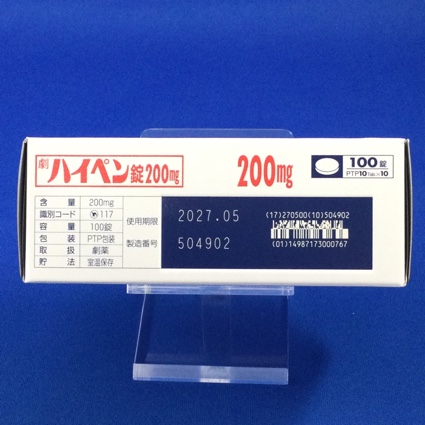 劇 ハイペン錠200mg
200mg
100錠
PTP10Tab.×10
含量 200mg
識別コード 117
容量 100錠
包装 PTP包装
取扱 劇薬
貯法 室温保存
使用期限 2027.05
製造番号 504902
(17)270500(10)504902
(01)14987173000767